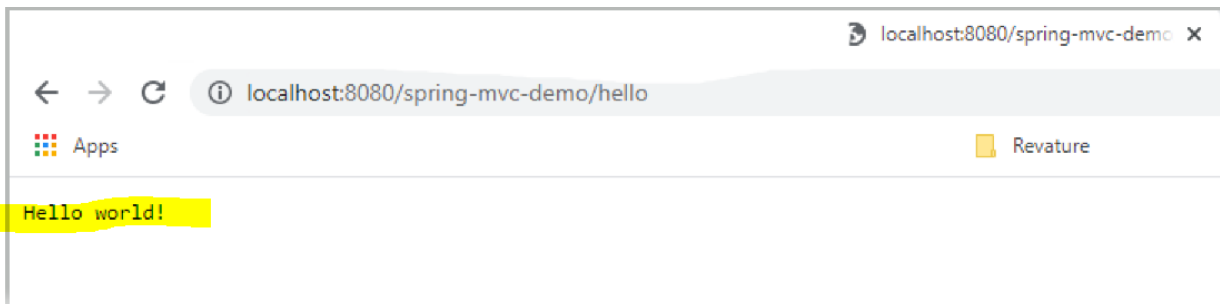 localhost:8080/spring-mvc-demo
localhost:8080/spring-mvc-demo/hello
Apps
Revature
Hello world!